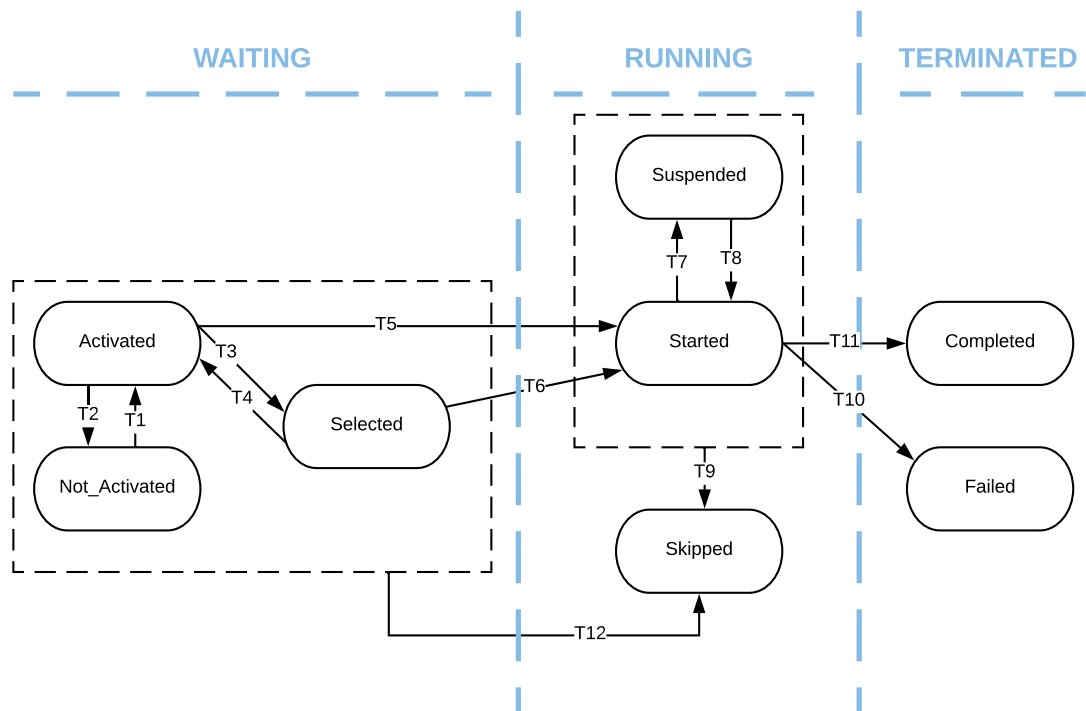 WAITING
RUNNING
TERMINATED
Suspended
T7
T8
Activated
T5
Started
T11
Completed
T3
T6
T4
T10
T2
T1
Selected
Not_Activated
T9
Failed
Skipped
T12